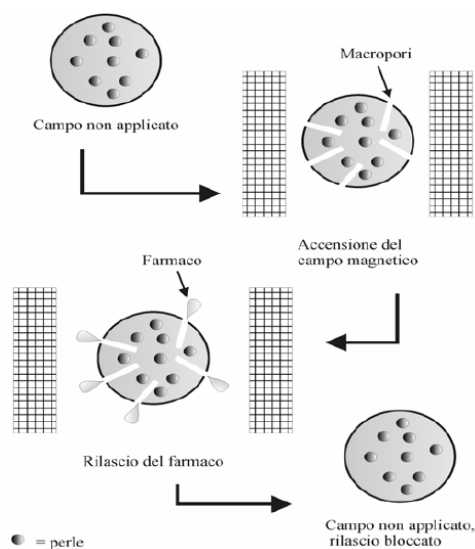 Campo non applicato
Macropori
Accensione del
campo magnetico
Farmaco
Rilascio del farmaco
Campo non applicato,
rilascio bloccato
= perle